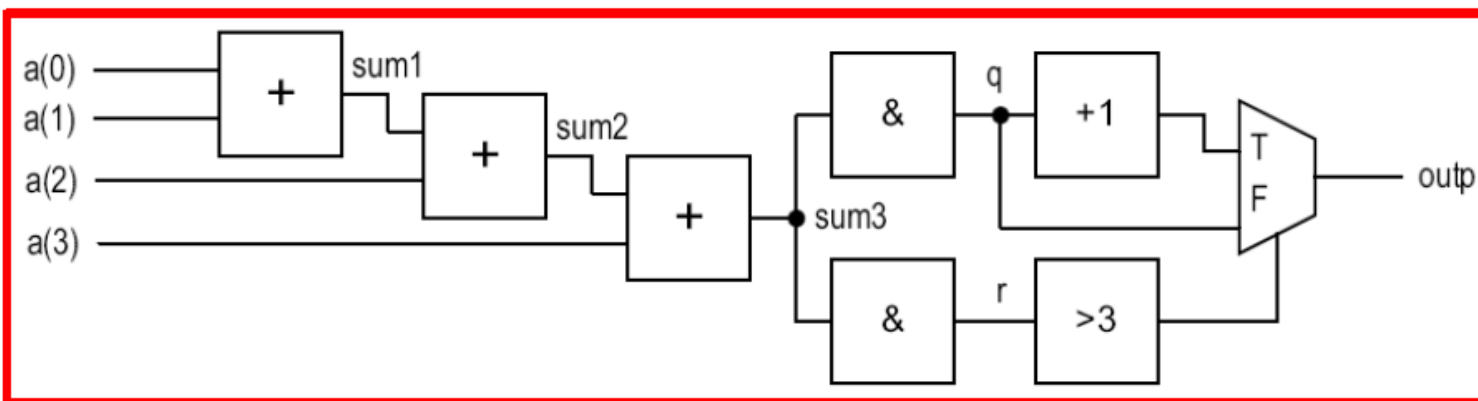 a(0)
a(1)
a(2)
a(3)
+
sum1
+
sum2
+
sum3
&
q
+1
&
r
>3
T
F
outp